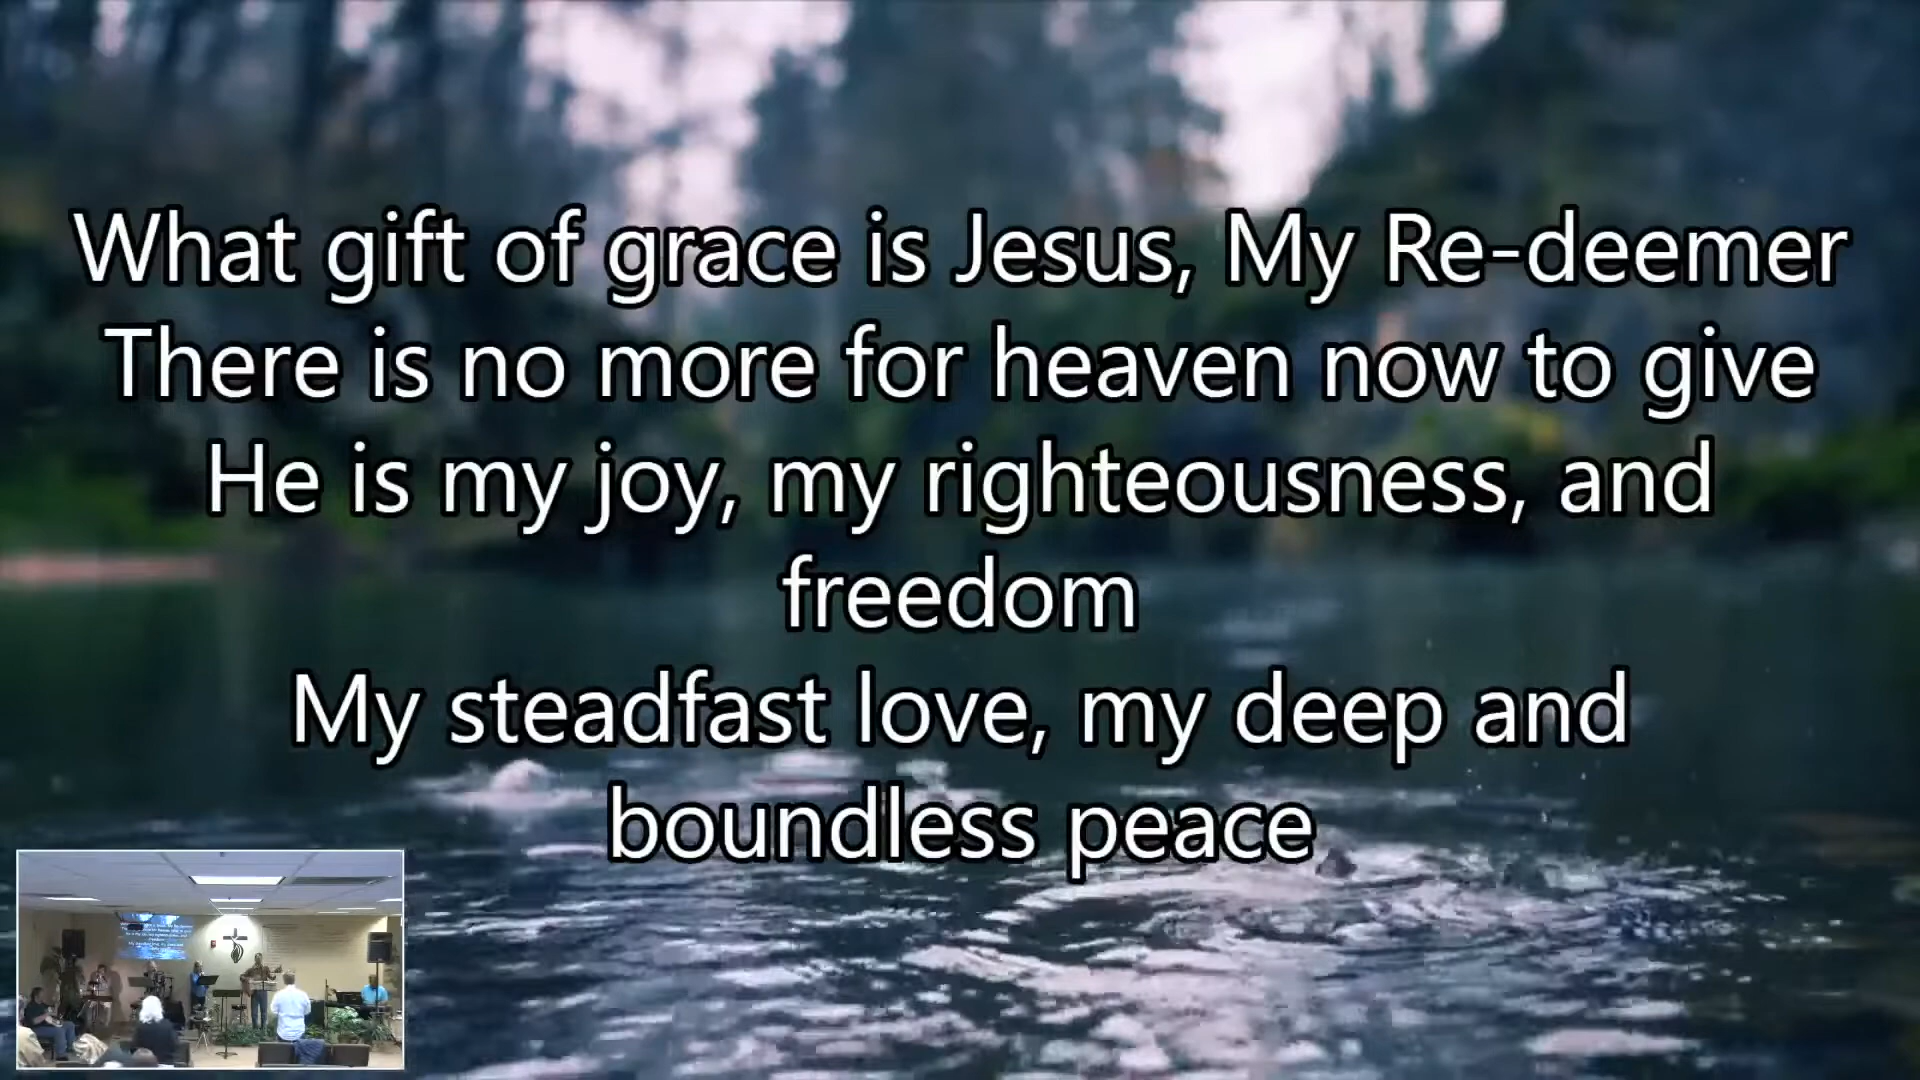 What gift of grace is Jesus, My Re-deemer
There is no more for heaven now to give
He is my joy, my righteousness, and
freedom
My steadfast love, my deep and
boundless peace